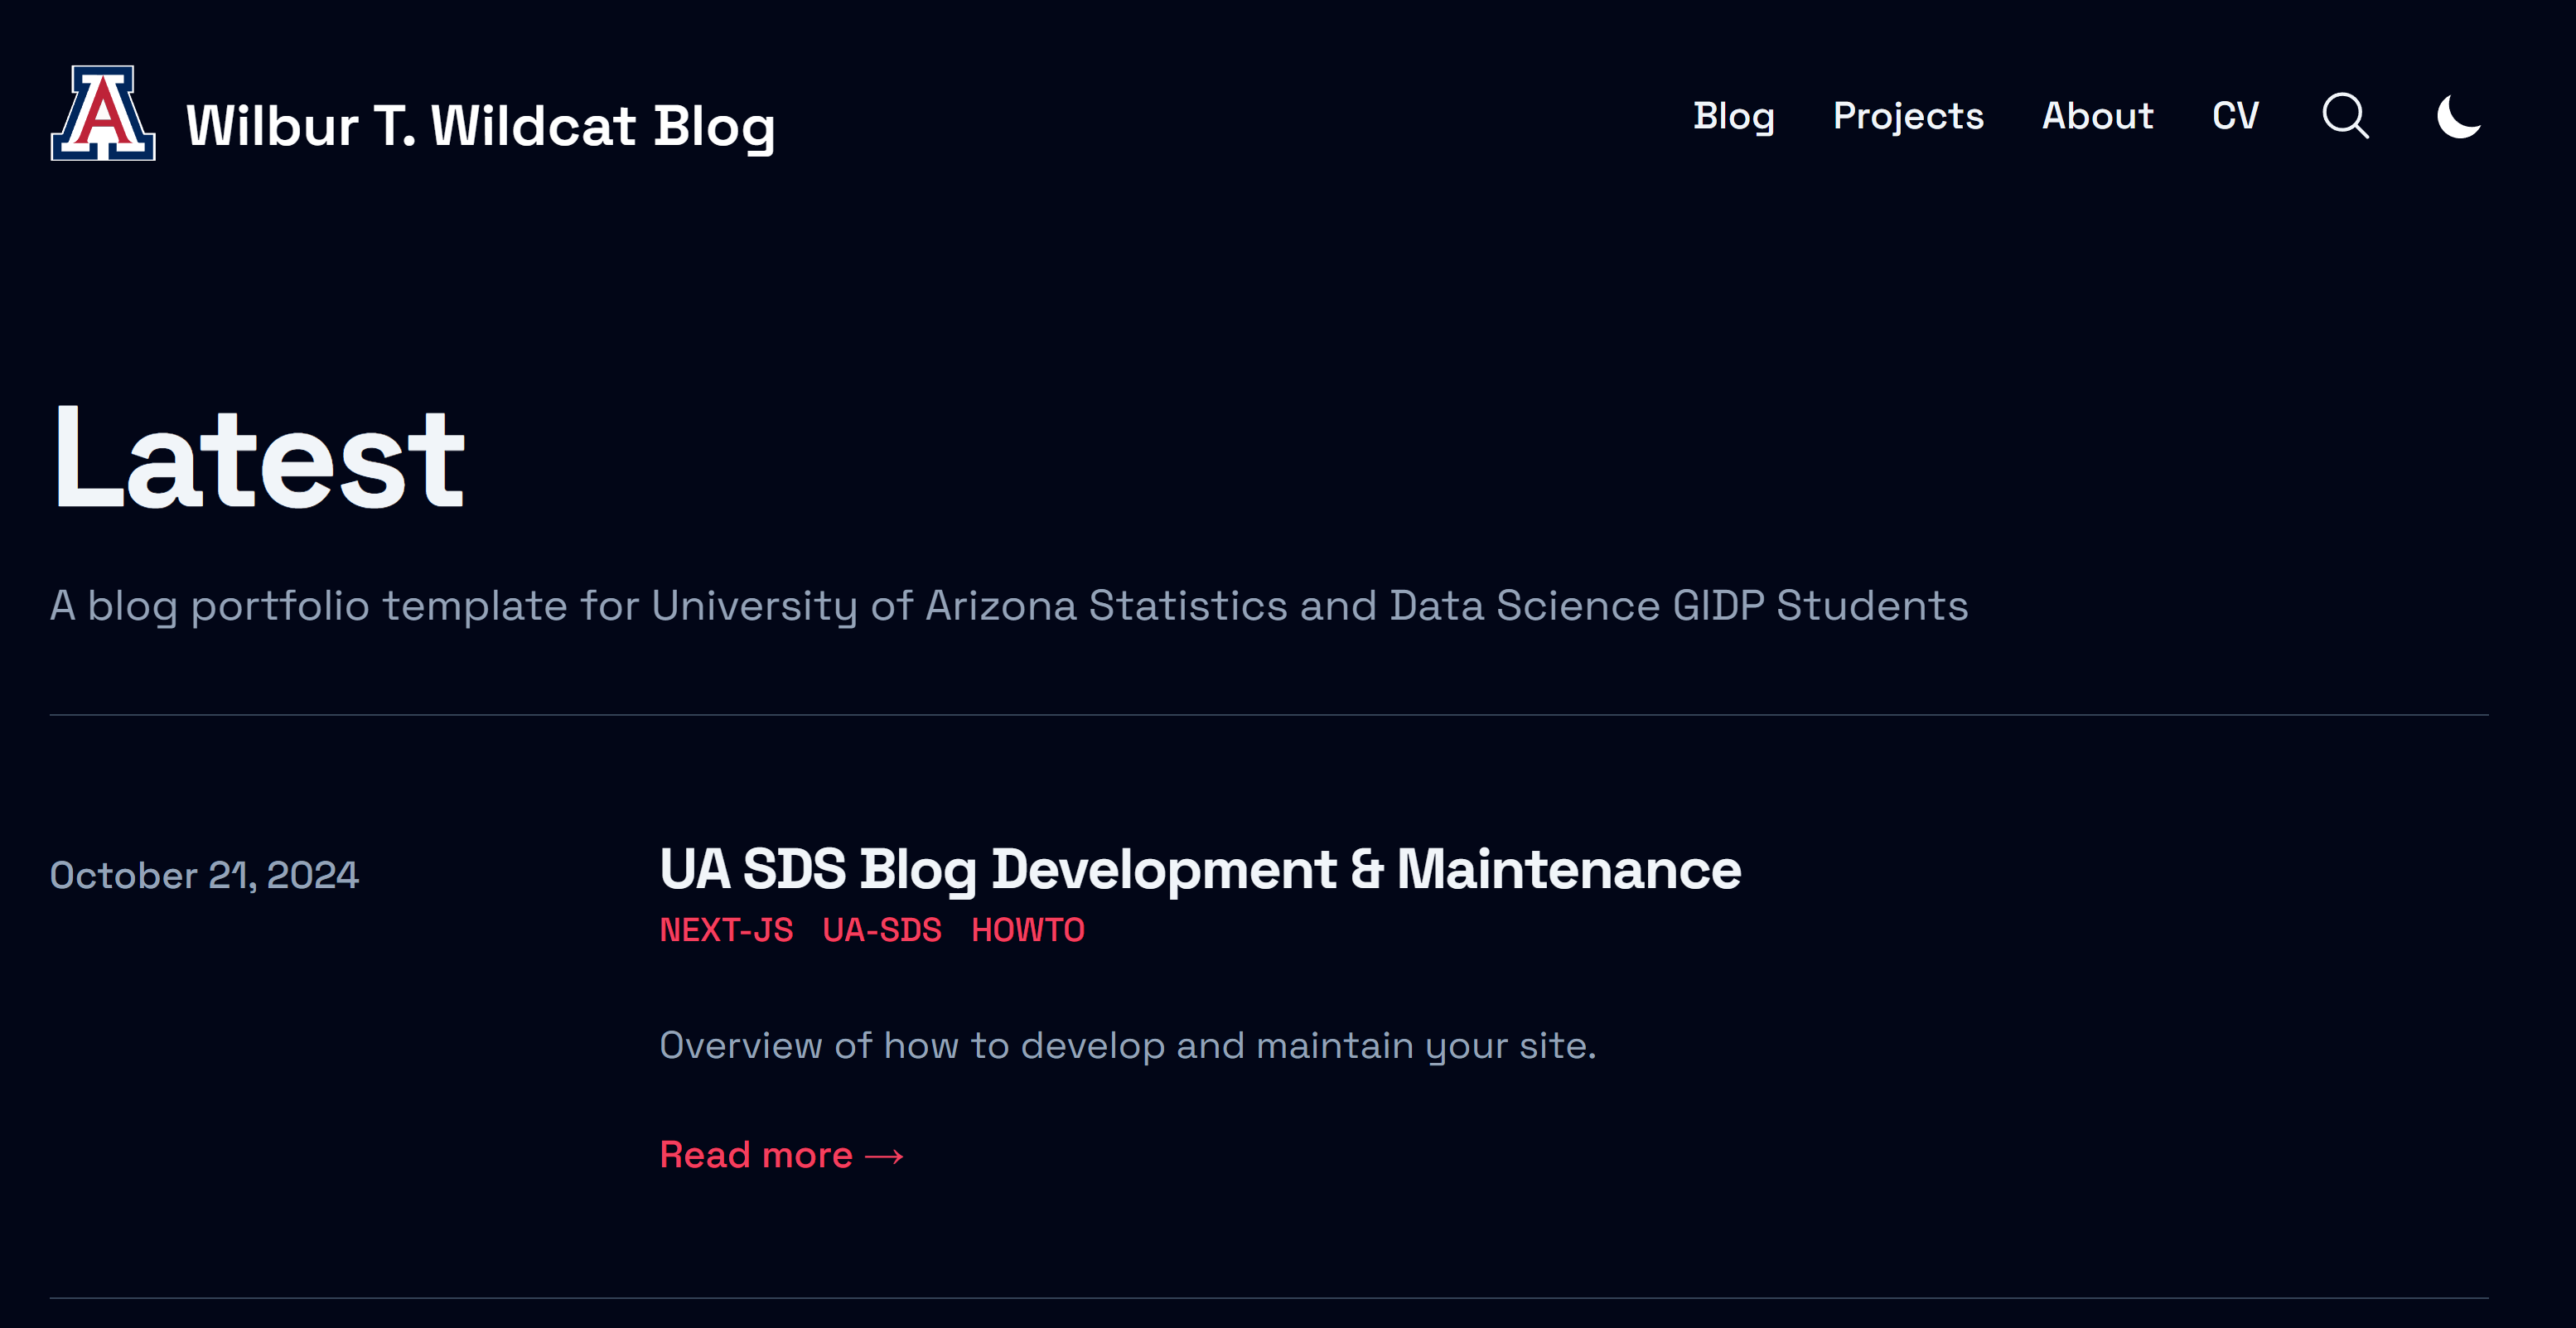 A Wilbur T. Wildcat Blog
Blog Projects About CV
Latest
A blog portfolio template for University of Arizona Statistics and Data Science GIDP Students
October 21, 2024
UA SDS Blog Development & Maintenance
NEXT-JS UA-SDS HOWTO
Overview of how to develop and maintain your site.
Read more →